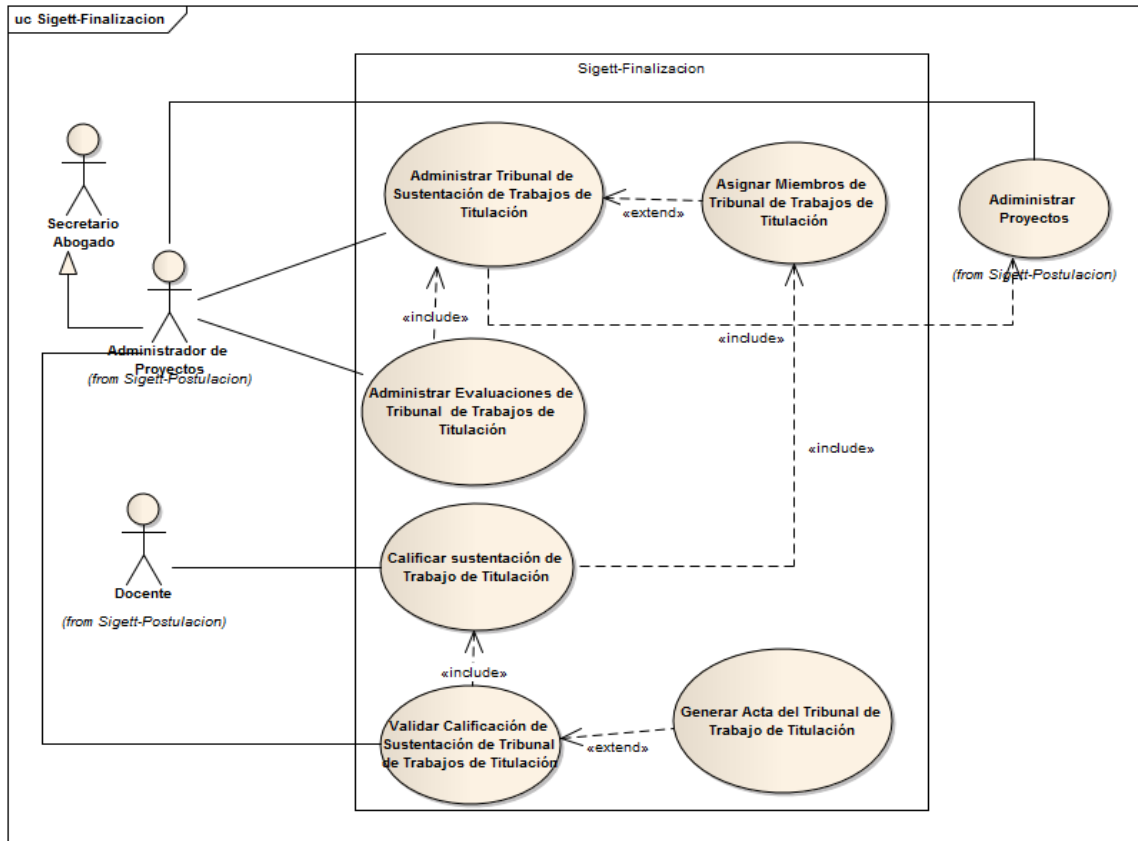 uc Sigett-Finalizacion
Sigett-Finalizacion
Secretario
Abogado
Administrar Tribunal de
Sustentación de Trabajos de
Titulación
Asignar Miembros de
Tribunal de Trabajos de
Titulación
«extend»
Adiministrar
Proyectos
(from Sigett-Postulacion)
Administrador de
Proyectos
(from Sigett-Postulacion)
«include»
«include»
Administrar Evaluaciones de
Tribunal de Trabajos de
Titulación
«include»
Docente
(from Sigett-Postulacion)
Calificar sustentación de
Trabajo de Titulación
«include»
Validar Calificación de
Sustentación de Tribunal
de Trabajos de Titulación
«extend»
Generar Acta del Tribunal de
Trabajo de Titulación